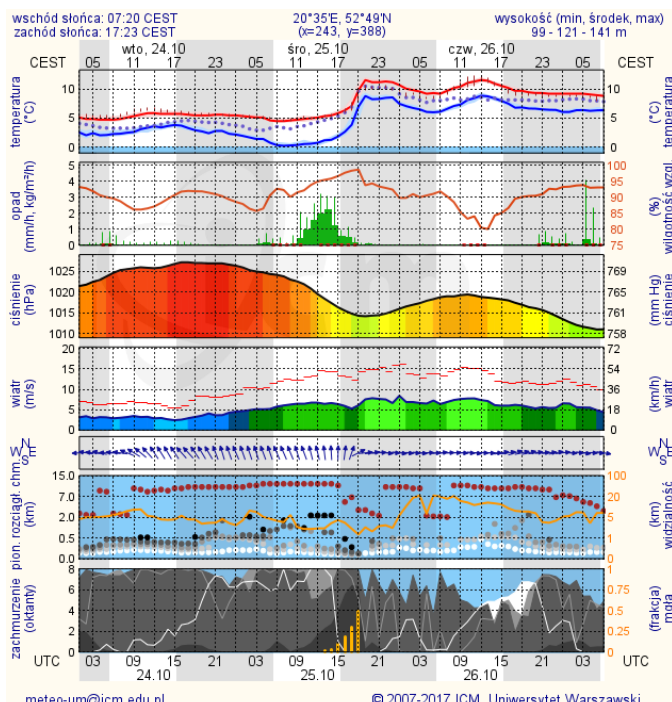 wschód słońca: 07:20 CEST 20°35'E, 52°49'N wysokość (min, środek, max)
zachód słońca: 17:23 CEST (x=243, y=388) 99 - 121 - 141 m
wto, 24.10 śro, 25.10 czw, 26.10
CEST 05 11 17 23 05 11 17 23 05 11 17 23 05 CEST
temperatura (°C) 10 5 0 10 5 0 (°C) temperatura
opad (mm/h, kg/m²/h) 5 4 3 2 1 0 100 95 90 85 80 75 (%) wilgotność wzgl.
ciśnienie (hPa) 1025 1020 1015 1010 769 765 761 758 (mm Hg) ciśnienie
wiatr (m/s) 20 15 10 5 0 72 54 36 18 0 (km/h) wiatr
N W E S N W E S
pion. rozciągł. chm. (km) 15.0 7.0 2.0 0.5 0.0 100 20 5 1 0 (km) widzialność
zachmurzenie (oktanty) 8 6 4 2 0 1 0.75 0.5 0.25 0 (frakcja) mgła
UTC 03 09 15 21 03 09 15 21 03 09 15 21 03 UTC
24.10 25.10 26.10
meteo-um@icm.edu.pl © 2007-2017 ICM, Uniwersytet Warszawski